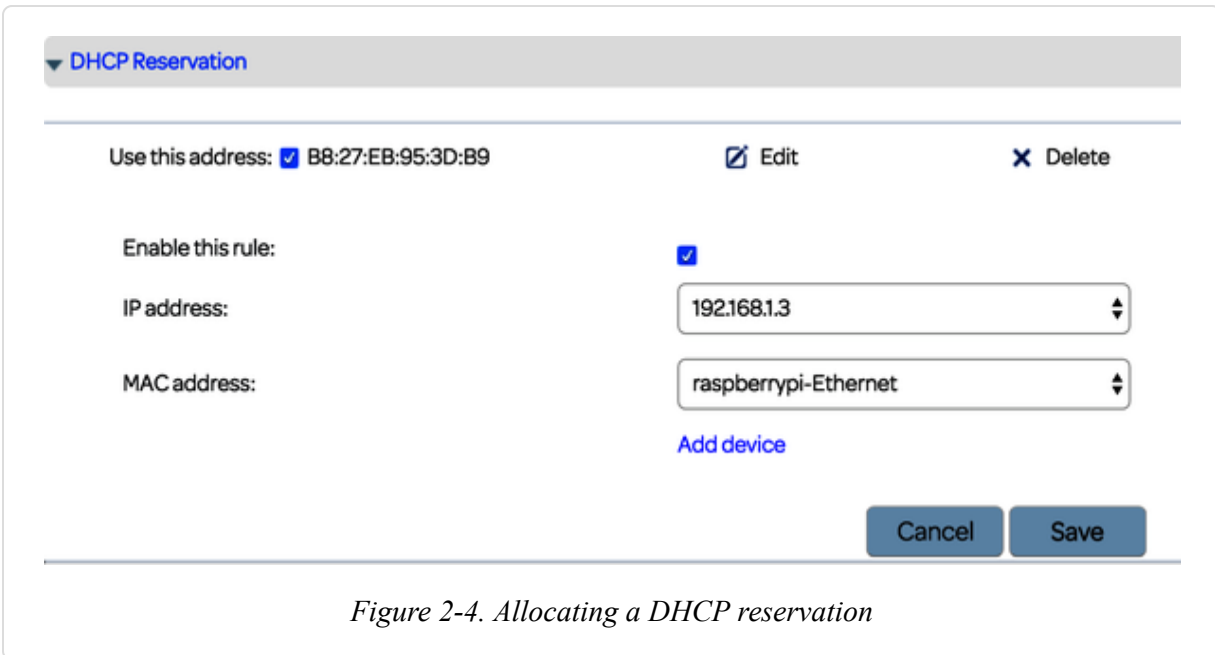 DHCP Reservation
Use this address: B8:27:EB:95:3D:B9 Edit Delete
Enable this rule:
IP address: 192.168.1.3
MAC address: raspberrypi-Ethernet
Add device
Cancel Save
Figure 2-4. Allocating a DHCP reservation